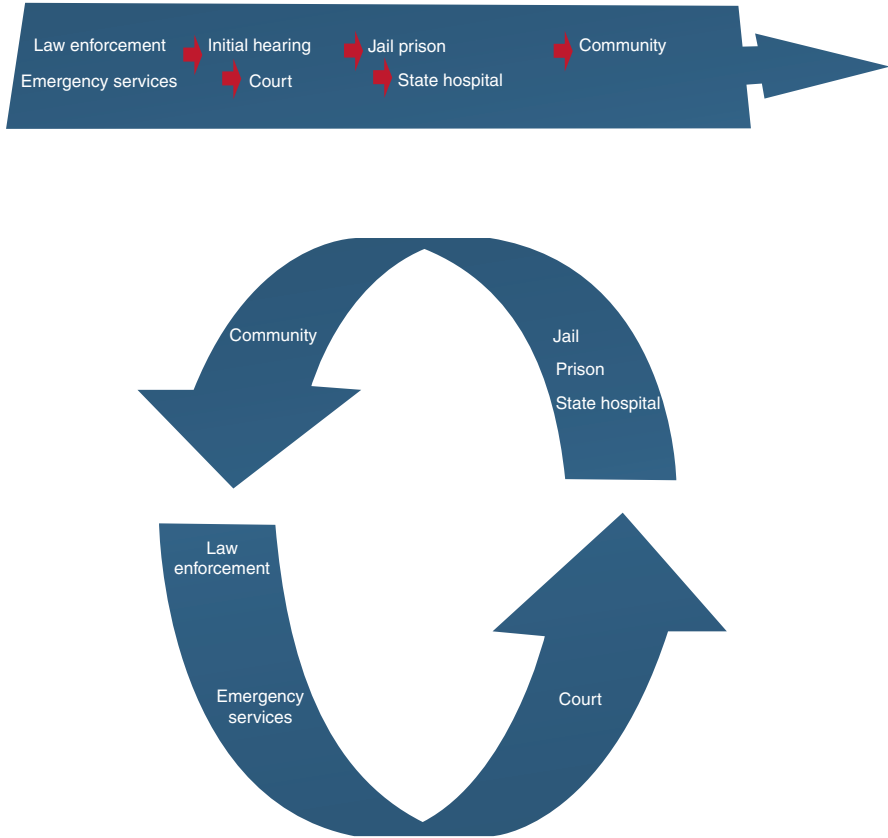 Law enforcement Initial hearing Jail prison Community
Emergency services Court State hospital
Community
Jail
Prison
State hospital
Law
enforcement
Emergency
services
Court